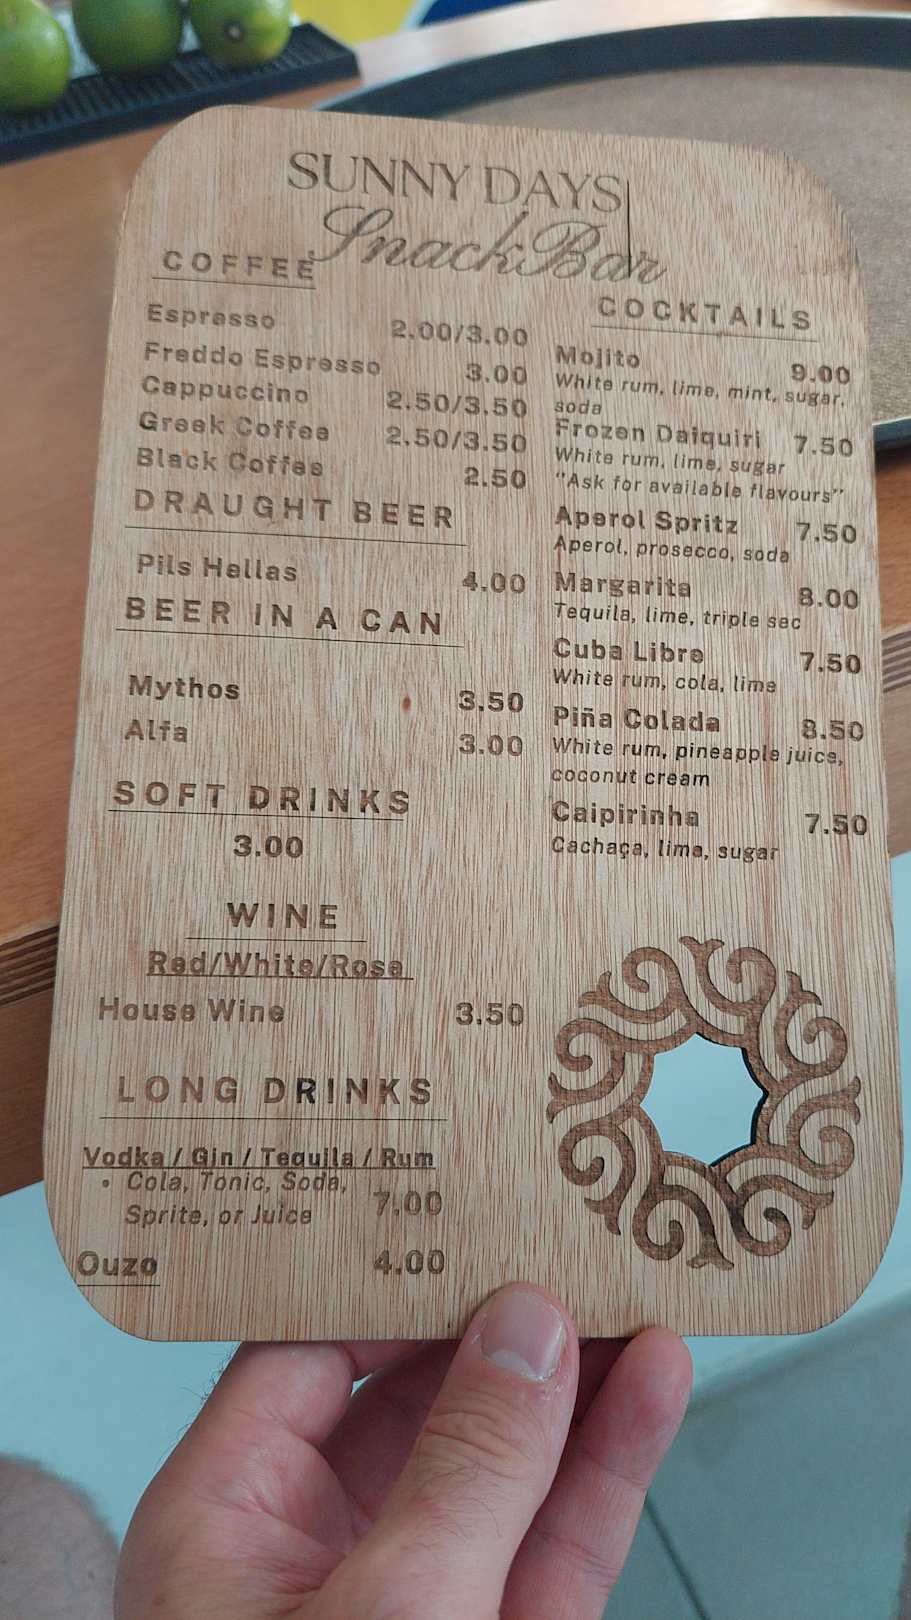 SUNNY DAYS
Snack Bar
COFFEE
Espresso 2.00/3.00
Freddo Espresso 3.00
Cappuccino 2.50/3.50
Greek Coffee 2.50/3.50
Black Coffee 2.50
DRAUGHT BEER
Pils Hellas 4.00
BEER IN A CAN
Mythos 3.50
Alfa 3.00
SOFT DRINKS
3.00
WINE
Red/White/Rose
House Wine 3.50
LONG DRINKS
Vodka / Gin / Tequila / Rum
• Cola, Tonic, Soda,
Sprite, or Juice 7.00
Ouzo 4.00
COCKTAILS
Mojito 9.00
White rum, lime, mint, sugar,
soda
Frozen Daiquiri 7.50
White rum, lime, sugar
"Ask for available flavours"
Aperol Spritz 7.50
Aperol, prosecco, soda
Margarita 8.00
Tequila, lime, triple sec
Cuba Libre 7.50
White rum, cola, lime
Piña Colada 8.50
White rum, pineapple juice,
coconut cream
Caipirinha 7.50
Cachaça, lime, sugar